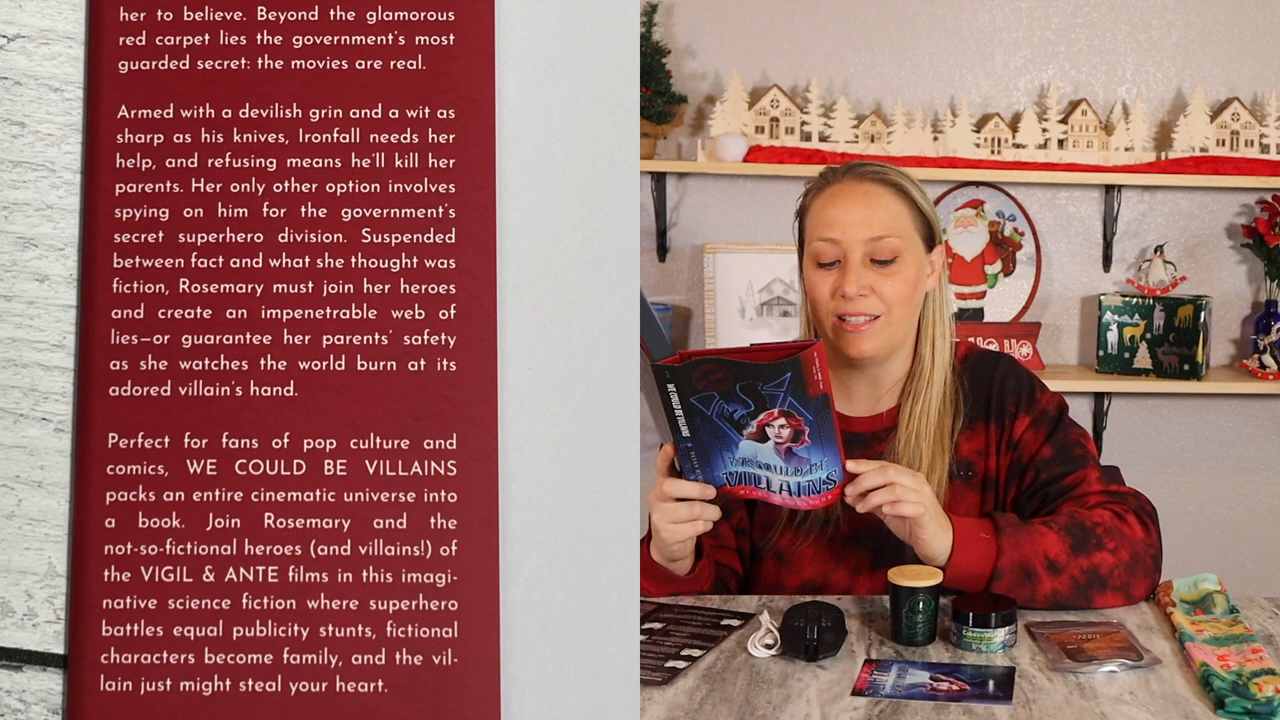 her to believe. Beyond the glamorous
red carpet lies the government's most
guarded secret: the movies are real.
Armed with a devilish grin and a wit as
sharp as his knives, Ironfall needs her
help, and refusing means he'll kill her
parents. Her only other option involves
spying on him for the government's
secret superhero division. Suspended
between fact and what she thought was
fiction, Rosemary must join her heroes
and create an impenetrable web of
lies—or guarantee her parents' safety
as she watches the world burn at its
adored villain's hand.
Perfect for fans of pop culture and
comics, WE COULD BE VILLAINS
packs an entire cinematic universe into
a book. Join Rosemary and the
not-so-fictional heroes (and villains!) of
the VIGIL & ANTE films in this imagi-
native science fiction where superhero
battles equal publicity stunts, fictional
characters become family, and the vil-
lain just might steal your heart.
WE COULD BE VILLAINS
WE COULD BE
VILLAINS
HO HO